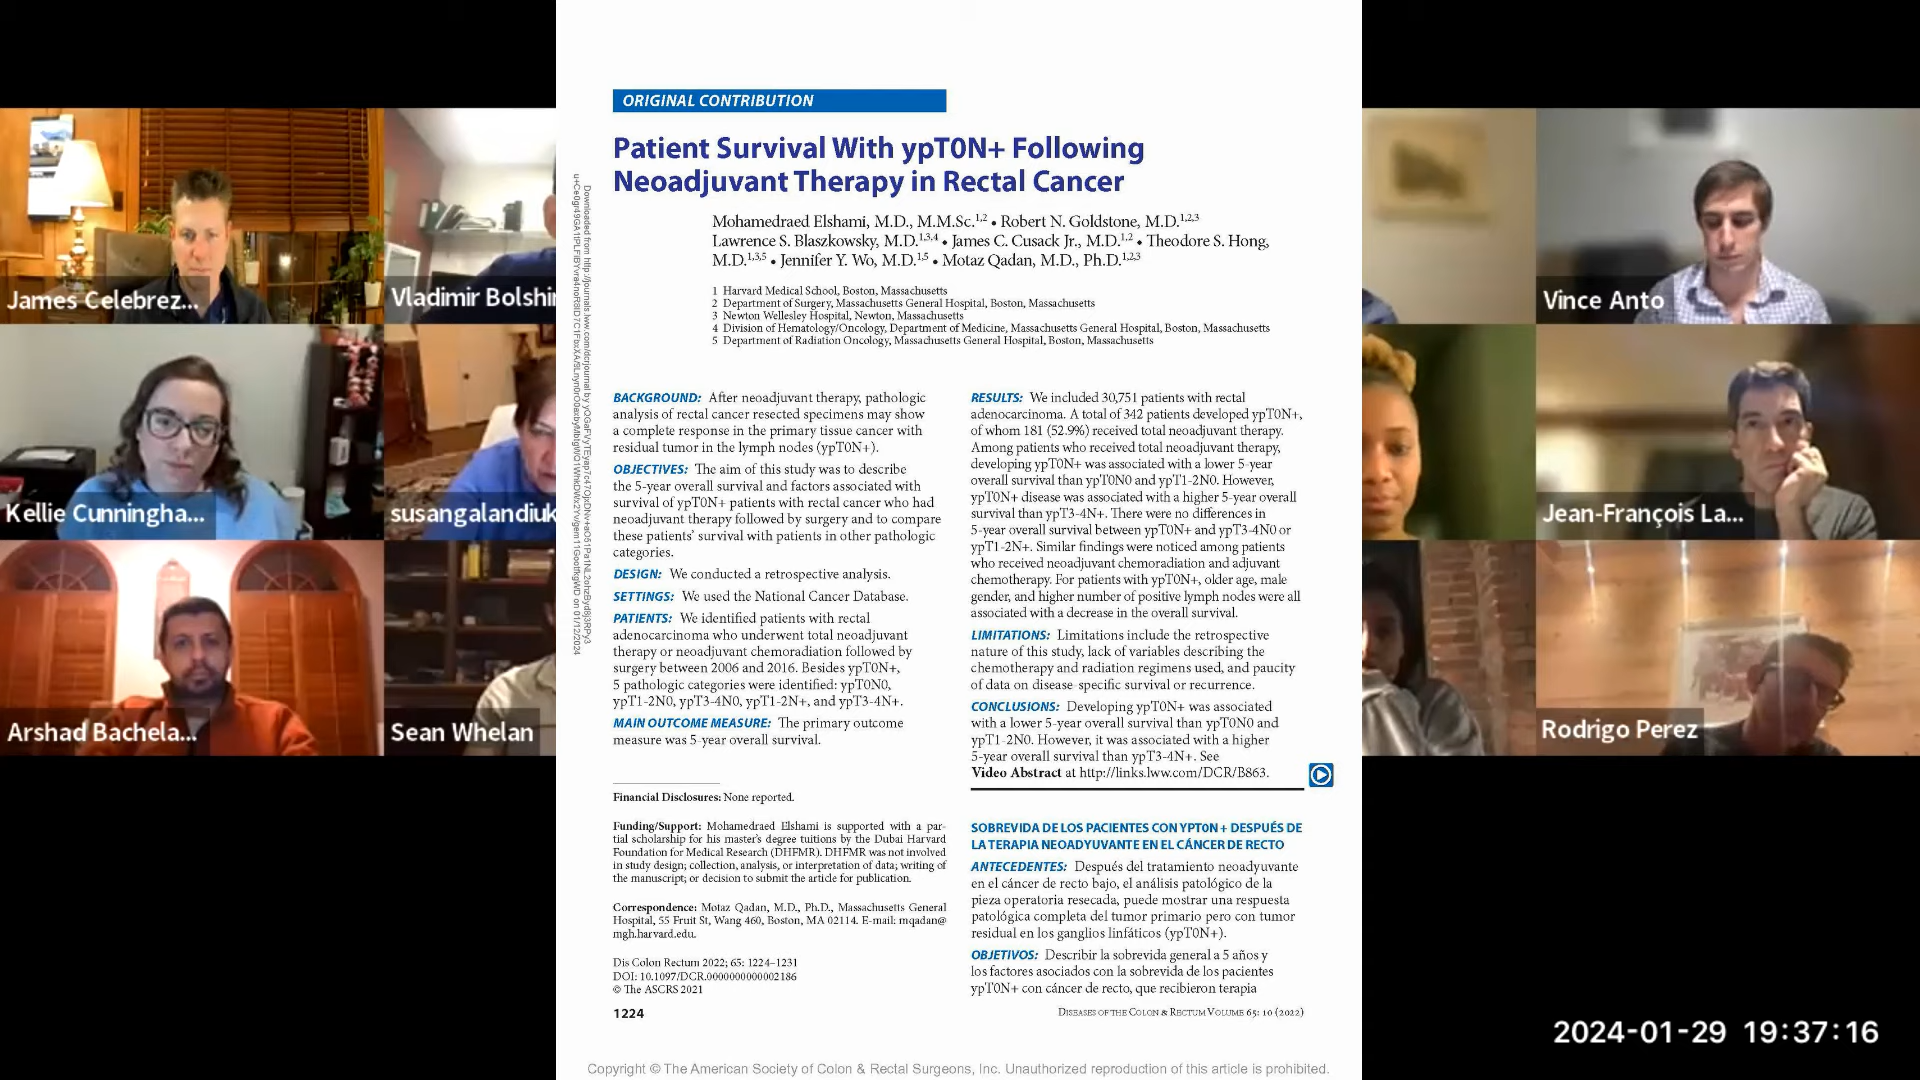 ORIGINAL CONTRIBUTION
Patient Survival With ypT0N+ Following
Neoadjuvant Therapy in Rectal Cancer
Mohamedraed Elshami, M.D., M.M.Sc.1,2 • Robert N. Goldstone, M.D.1,2,3
Lawrence S. Blaszkowsky, M.D.1,3,4 • James C. Cusack Jr., M.D.1,2 • Theodore S. Hong,
M.D.1,3,5 • Jennifer Y. Wo, M.D.1,5 • Motaz Qadan, M.D., Ph.D.1,2,3
1 Harvard Medical School, Boston, Massachusetts
2 Department of Surgery, Massachusetts General Hospital, Boston, Massachusetts
3 Newton Wellesley Hospital, Newton, Massachusetts
4 Division of Hematology/Oncology, Department of Medicine, Massachusetts General Hospital, Boston, Massachusetts
5 Department of Radiation Oncology, Massachusetts General Hospital, Boston, Massachusetts
BACKGROUND: After neoadjuvant therapy, pathologic
analysis of rectal cancer resected specimens may show
a complete response in the primary tissue cancer with
residual tumor in the lymph nodes (ypT0N+).
OBJECTIVES: The aim of this study was to describe
the 5-year overall survival and factors associated with
survival of ypT0N+ patients with rectal cancer who had
neoadjuvant therapy followed by surgery and to compare
these patients' survival with patients in other pathologic
categories.
DESIGN: We conducted a retrospective analysis.
SETTINGS: We used the National Cancer Database.
PATIENTS: We identified patients with rectal
adenocarcinoma who underwent total neoadjuvant
therapy or neoadjuvant chemoradiation followed by
surgery between 2006 and 2016. Besides ypT0N+,
5 pathologic categories were identified: ypT0N0,
ypT1-2N0, ypT3-4N0, ypT1-2N+, and ypT3-4N+.
MAIN OUTCOME MEASURE: The primary outcome
measure was 5-year overall survival.
Financial Disclosures: None reported.
Funding/Support: Mohamedraed Elshami is supported with a par-
tial scholarship for his master's degree tuitions by the Dubai Harvard
Foundation for Medical Research (DHFMR). DHFMR was not involved
in study design; collection, analysis, or interpretation of data; writing of
the manuscript; or decision to submit the article for publication.
Correspondence: Motaz Qadan, M.D., Ph.D., Massachusetts General
Hospital, 55 Fruit St, Wang 460, Boston, MA 02114. E-mail: mqadan@
mgh.harvard.edu.
Dis Colon Rectum 2022; 65: 1224–1231
DOI: 10.1097/DCR.0000000000002186
© The ASCRS 2021
1224
RESULTS: We included 30,751 patients with rectal
adenocarcinoma. A total of 342 patients developed ypT0N+,
of whom 181 (52.9%) received total neoadjuvant therapy.
Among patients who received total neoadjuvant therapy,
developing ypT0N+ was associated with a lower 5-year
overall survival than ypT0N0 and ypT1-2N0. However,
ypT0N+ disease was associated with a higher 5-year overall
survival than ypT3-4N+. There were no differences in
5-year overall survival between ypT0N+ and ypT3-4N0 or
ypT1-2N+. Similar findings were noticed among patients
who received neoadjuvant chemoradiation and adjuvant
chemotherapy. For patients with ypT0N+, older age, male
gender, and higher number of positive lymph nodes were all
associated with a decrease in the overall survival.
LIMITATIONS: Limitations include the retrospective
nature of this study, lack of variables describing the
chemotherapy and radiation regimens used, and paucity
of data on disease-specific survival or recurrence.
CONCLUSIONS: Developing ypT0N+ was associated
with a lower 5-year overall survival than ypT0N0 and
ypT1-2N0. However, it was associated with a higher
5-year overall survival than ypT3-4N+. See
Video Abstract at http://links.lww.com/DCR/B863.
SOBREVIDA DE LOS PACIENTES CON YPT0N + DESPUÉS DE
LA TERAPIA NEOADYUVANTE EN EL CÁNCER DE RECTO
ANTECEDENTES: Después del tratamiento neoadyuvante
en el cáncer de recto bajo, el análisis patológico de la
pieza operatoria resecada, puede mostrar una respuesta
patológica completa del tumor primario pero con tumor
residual en los ganglios linfáticos (ypT0N+).
OBJETIVOS: Describir la sobrevida general a 5 años y
los factores asociados con la sobrevida de los pacientes
ypT0N+ con cáncer de recto, que recibieron terapia
DISEASES OF THE COLON & RECTUM VOLUME 65: 10 (2022)
Copyright © The American Society of Colon & Rectal Surgeons, Inc. Unauthorized reproduction of this article is prohibited.
James Celebrez...
Vladimir Bolshin
Kellie Cunningha...
susangalandiuk
Arshad Bachela...
Sean Whelan
Vince Anto
Jean-François La...
Rodrigo Perez
2024-01-29 19:37:16